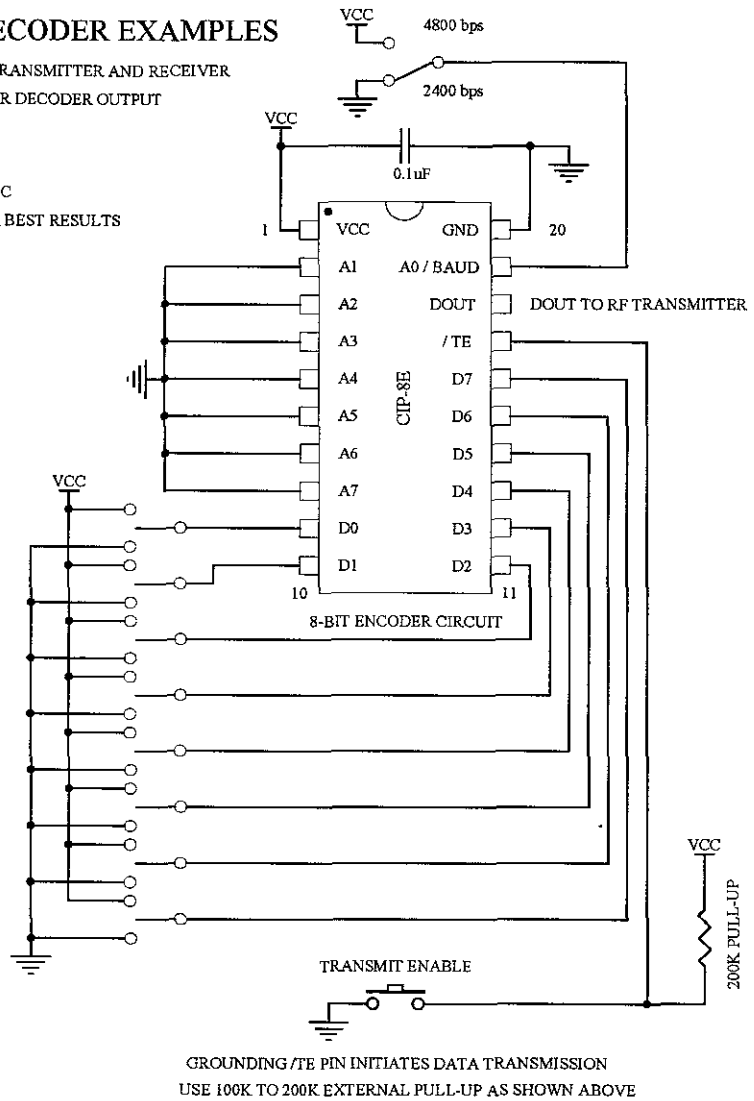 ECODER EXAMPLES
RANSMITTER AND RECEIVER
R DECODER OUTPUT
C
BEST RESULTS
VCC
4800 bps
2400 bps
VCC
0.1uF
1
VCC
GND
20
A1
A0 / BAUD
A2
DOUT
DOUT TO RF TRANSMITTER
A3
/ TE
A4
D7
CIP-8E
A5
D6
A6
D5
A7
D4
VCC
D0
D3
D1
D2
10
11
8-BIT ENCODER CIRCUIT
VCC
200K PULL-UP
TRANSMIT ENABLE
GROUNDING /TE PIN INITIATES DATA TRANSMISSION
USE 100K TO 200K EXTERNAL PULL-UP AS SHOWN ABOVE